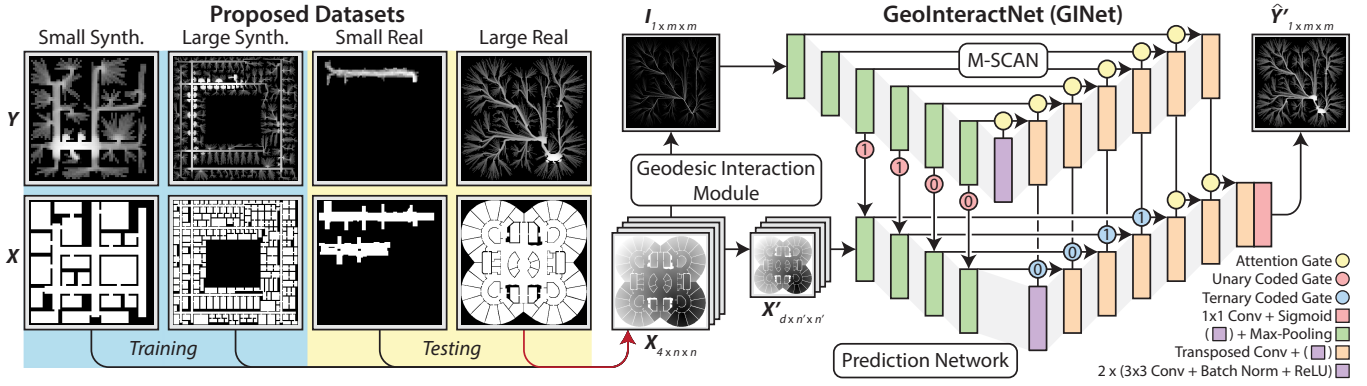 Proposed Datasets
Small Synth.
Large Synth.
Small Real
Large Real
Y
X
Training
Testing
I 1 x m x m
Geodesic Interaction
Module
X 4 x n x n
X′ d x n′ x n′
GeoInteractNet (GINet)
M-SCAN
1
1
0
0
0
0
1
1
Prediction Network
Ŷ′ 1 x m x m
Attention Gate
Unary Coded Gate
Ternary Coded Gate
1x1 Conv + Sigmoid
( ) + Max-Pooling
Transposed Conv + ( )
2 x (3x3 Conv + Batch Norm + ReLU)